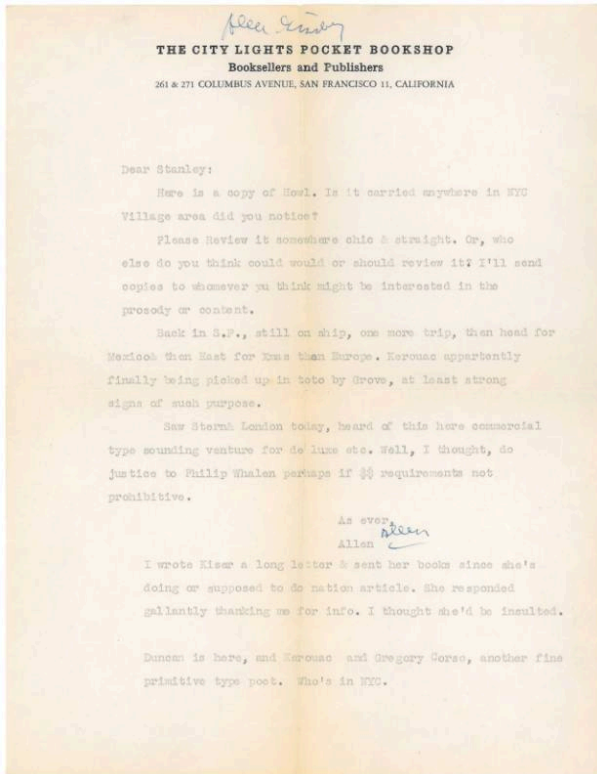 Allen Ginsberg
THE CITY LIGHTS POCKET BOOKSHOP
Booksellers and Publishers
261 & 271 COLUMBUS AVENUE, SAN FRANCISCO 11, CALIFORNIA
Dear Stanley:
Here is a copy of Howl. Is it carried anywhere in NYC
Village area did you notice?
Please Review it somewhere chic & straight. Or, who
else do you think could would or should review it? I'll send
copies to whomever yu think might be interested in the
prosody or content.
Back in S.F., still on ship, one more trip, then head for
Mexico& then East for Xmas then Europe. Kerouac appartently
finally being picked up in toto by Grove, at least strong
signs of such purpose.
Saw Stern& London today, heard of this here commercial
type sounding venture for de luxe etc. Well, I thought, do
justice to Philip Whalen perhaps if $$ requirements not
prohibitive.
As ever,
Allen
Allen
I wrote Kiser a long letter & sent her books since she's
doing or supposed to do nation article. She responded
gallantly thanking me for info. I thought she'd be insulted.
Duncan is here, and Kerouac and Gregory Corso, another fine
primitive type poet. Who's in NYC.